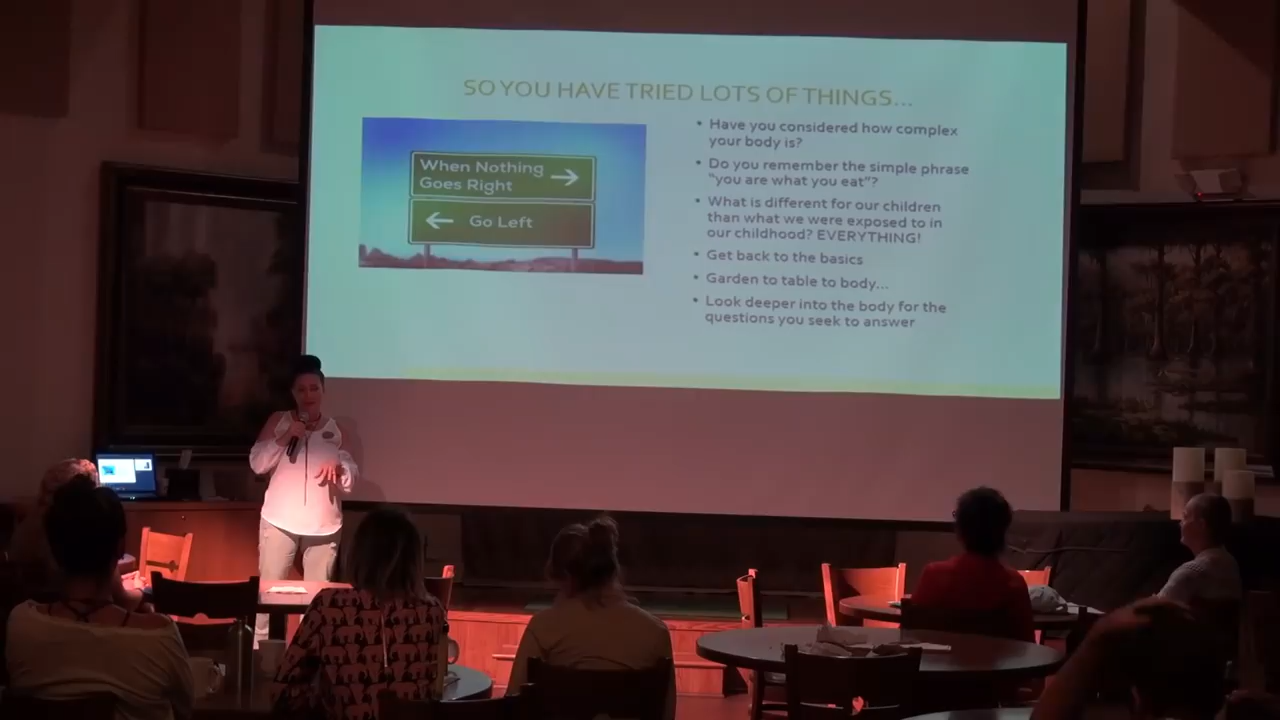 SO YOU HAVE TRIED LOTS OF THINGS...
When Nothing
Goes Right
Go Left
• Have you considered how complex
your body is?
• Do you remember the simple phrase
"you are what you eat"?
• What is different for our children
than what we were exposed to in
our childhood? EVERYTHING!
• Get back to the basics
• Garden to table to body...
• Look deeper into the body for the
questions you seek to answer